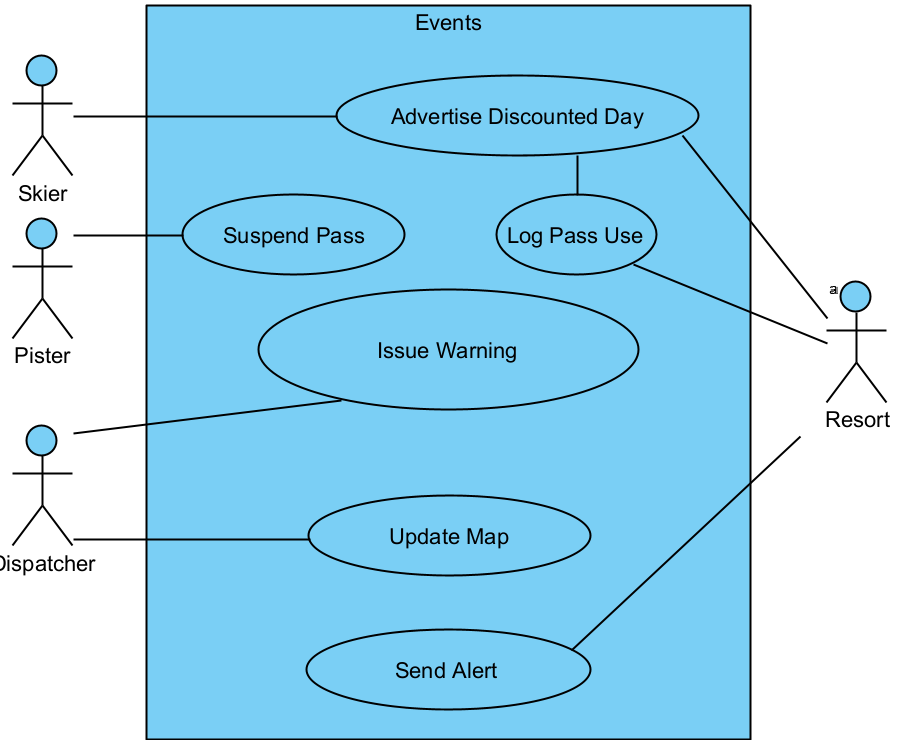 Events
Advertise Discounted Day
Skier
Suspend Pass
Log Pass Use
Pister
Issue Warning
Resort
Update Map
Dispatcher
Send Alert